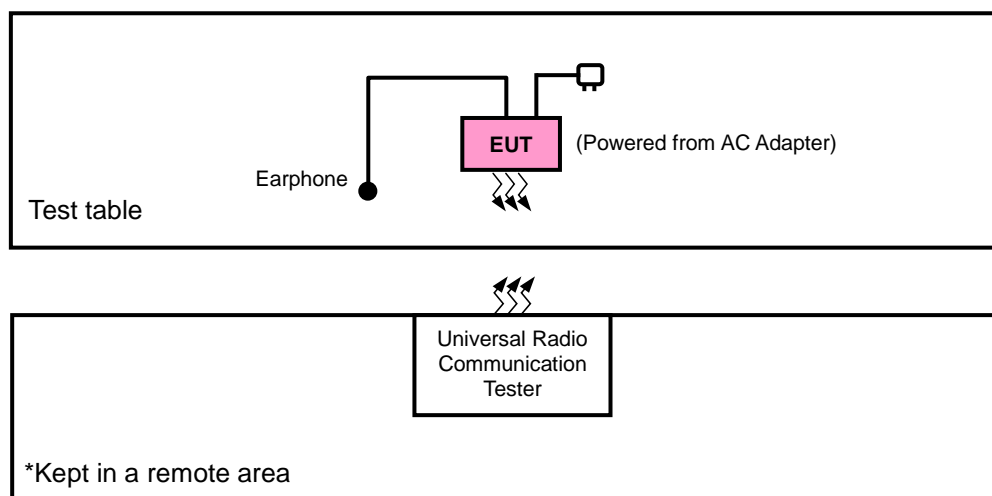 EUT
(Powered from AC Adapter)
Earphone
Test table
Universal Radio
Communication
Tester
*Kept in a remote area